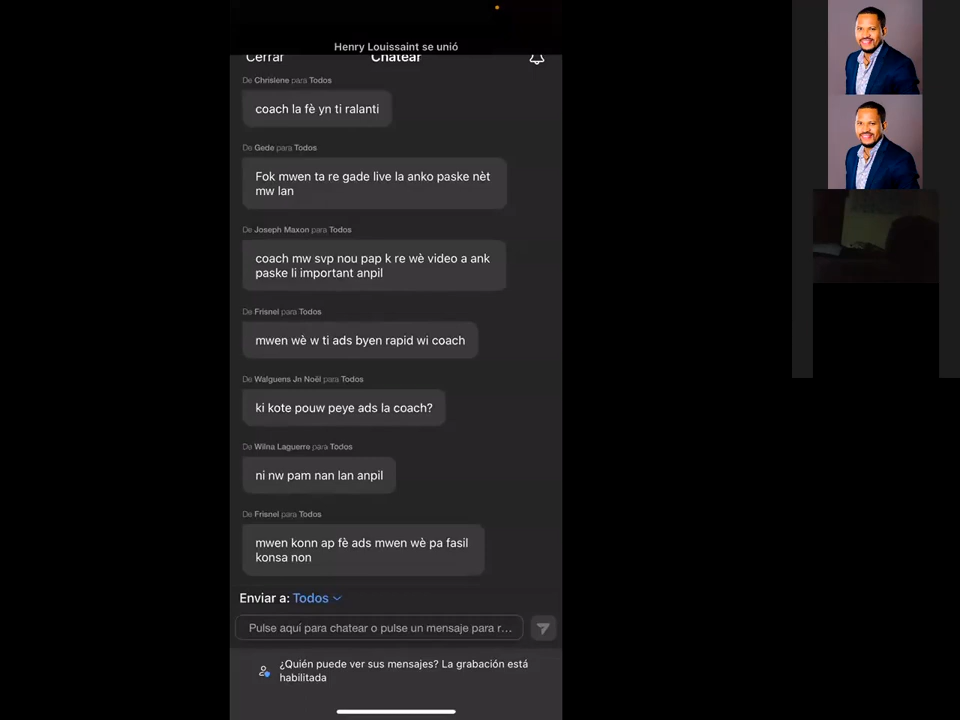 Henry Louissaint se unió
Cerrar
Chatear
De Chrislene para Todos
coach la fè yn ti ralanti
De Gede para Todos
Fok mwen ta re gade live la anko paske nèt
mw lan
De Joseph Maxon para Todos
coach mw svp nou pap k re wè video a ank
paske li important anpil
De Frisnel para Todos
mwen wè w ti ads byen rapid wi coach
De Walguens Jn Noël para Todos
ki kote pouw peye ads la coach?
De Wilna Laguerre para Todos
ni nw pam nan lan anpil
De Frisnel para Todos
mwen konn ap fè ads mwen wè pa fasil
konsa non
Enviar a: Todos
Pulse aquí para chatear o pulse un mensaje para r...
¿Quién puede ver sus mensajes? La grabación está
habilitada